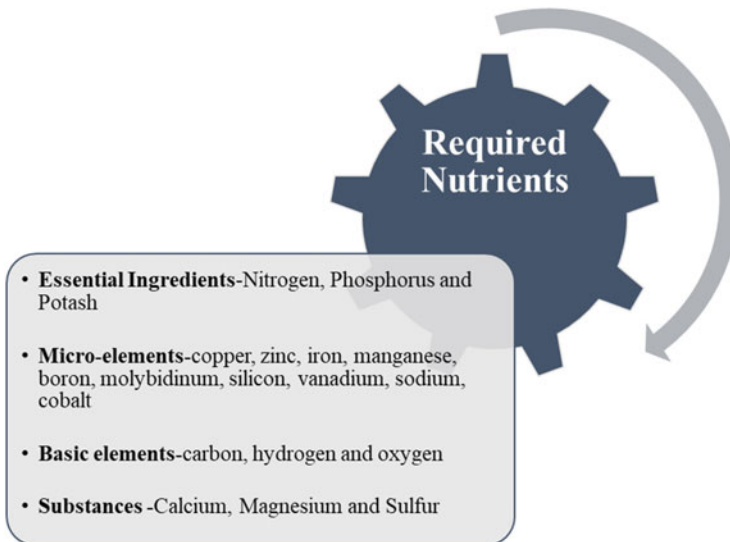 Required
Nutrients
• Essential Ingredients-Nitrogen, Phosphorus and
Potash
• Micro-elements-copper, zinc, iron, manganese,
boron, molybidinum, silicon, vanadium, sodium,
cobalt
• Basic elements-carbon, hydrogen and oxygen
• Substances -Calcium, Magnesium and Sulfur